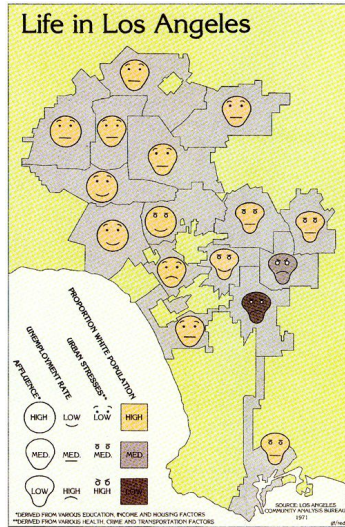 Life in Los Angeles
AFFLUENCE*
UNEMPLOYMENT RATE
URBAN STRESSES**
PROPORTION WHITE POPULATION
HIGH LOW LOW HIGH
MED. MED. MED. MED.
LOW HIGH HIGH LOW
*DERIVED FROM VARIOUS EDUCATION, INCOME AND HOUSING FACTORS
**DERIVED FROM VARIOUS HEALTH, CRIME AND TRANSPORTATION FACTORS
SOURCE: LOS ANGELES
COMMUNITY ANALYSIS BUREAU
1971